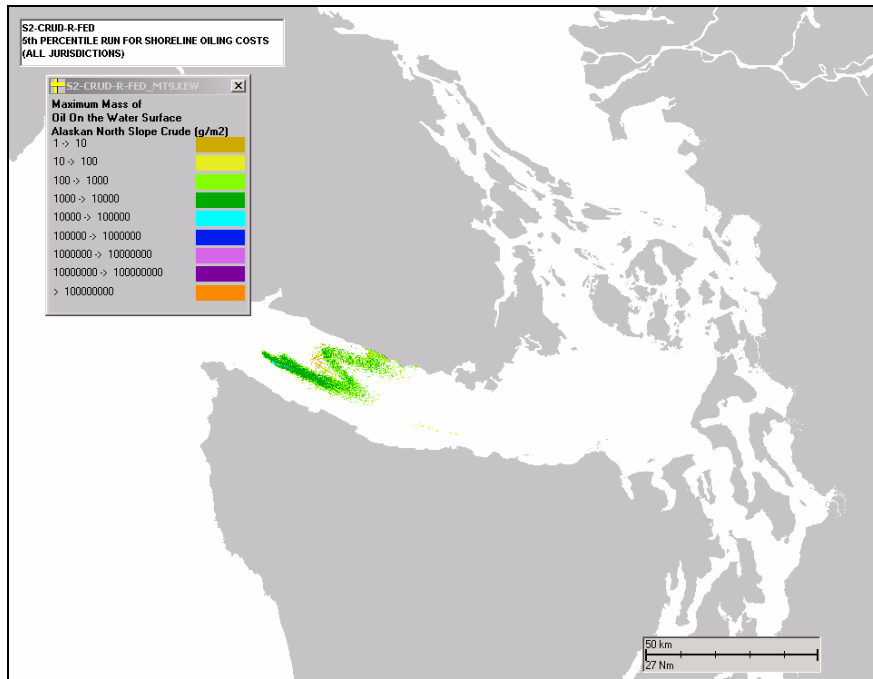 S2-CRUD-R-FED
5th PERCENTILE RUN FOR SHORELINE OILING COSTS
(ALL JURISDICTIONS)
S2-CRUD-R-FED_MT9.KEW
Maximum Mass of
Oil On the Water Surface
Alaskan North Slope Crude (g/m2)
1 -> 10
10 -> 100
100 -> 1000
1000 -> 10000
10000 -> 100000
100000 -> 1000000
1000000 -> 10000000
10000000 -> 100000000
> 100000000
50 km
27 Nm